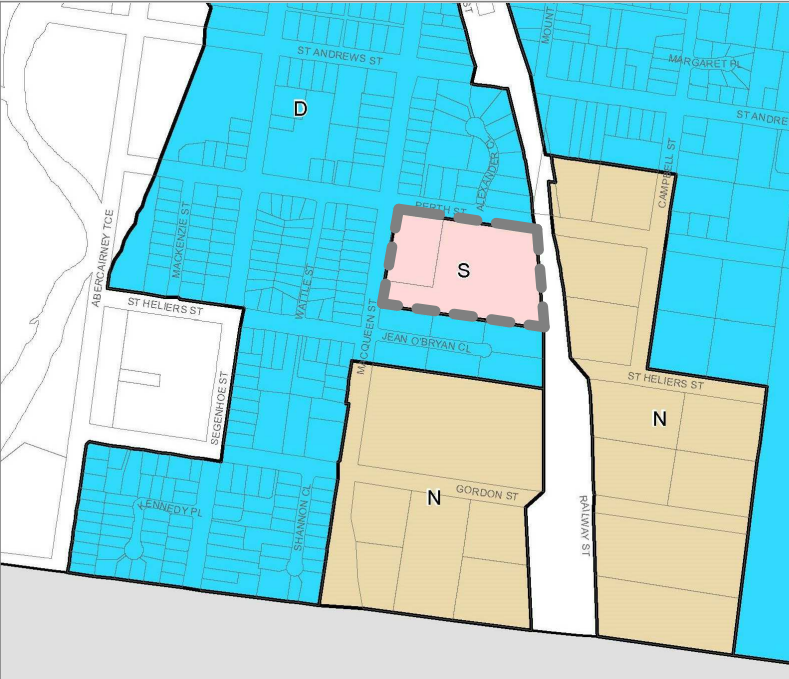 ST
MOUNT
ST ANDREWS ST
MARGARET PL
D
ST ANDRE
ALEXANDER C
CAMPBELL ST
PERTH ST
MACKENZIE ST
ABERCAIRNEY TCE
S
WATTLE ST
ST HELIERS ST
MACQUEEN ST
JEAN O'BRYAN CL
ST HELIERS ST
SEGENHOE ST
N
N
GORDON ST
KENNEDY PL
SHANNON CL
RAILWAY ST